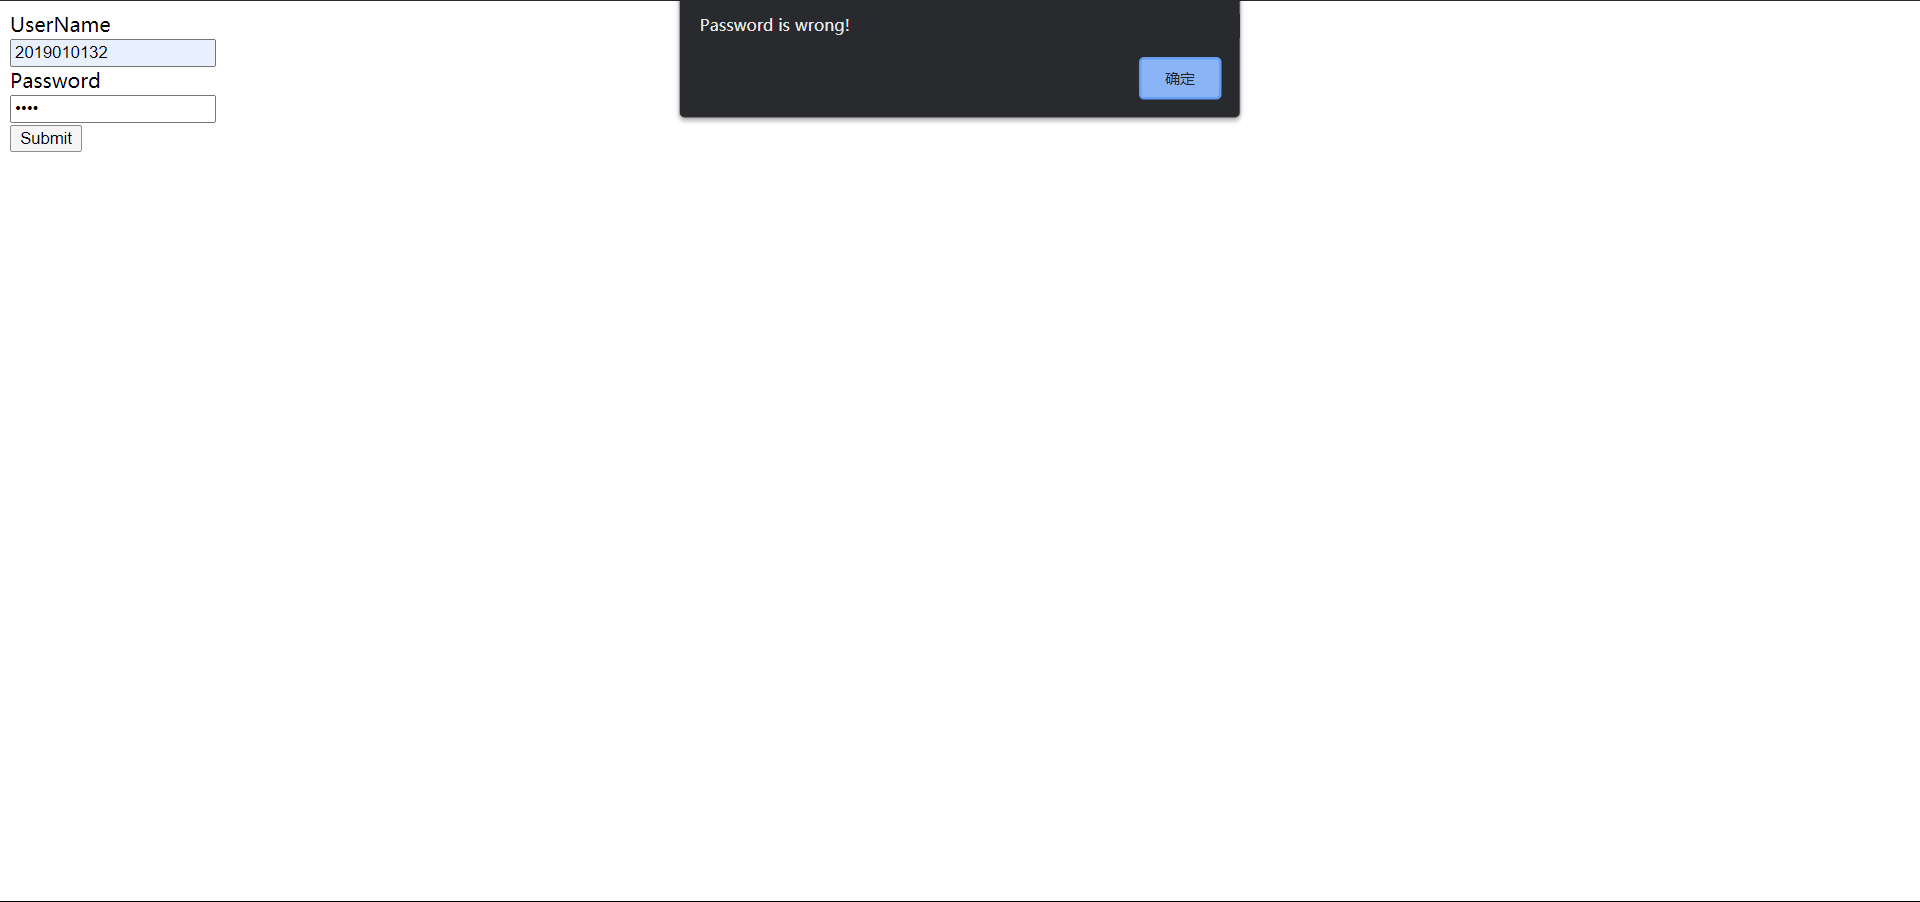 UserName
2019010132
Password
••••
Submit
Password is wrong!
确定